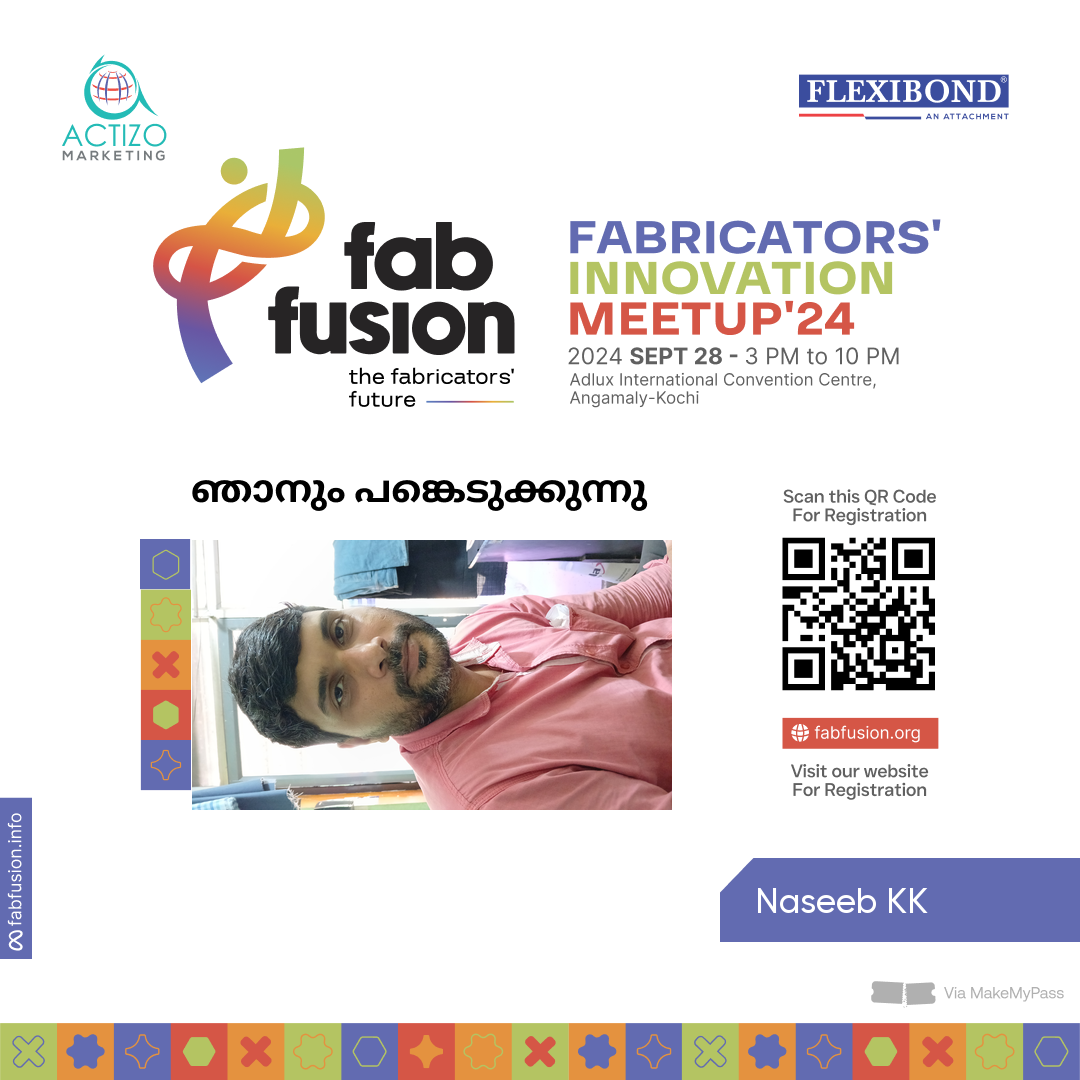 ACTIZO
MARKETING
FLEXIBOND®
AN ATTACHMENT
fab
fusion
the fabricators'
future
FABRICATORS'
INNOVATION
MEETUP'24
2024 SEPT 28 - 3 PM to 10 PM
Adlux International Convention Centre,
Angamaly-Kochi
ഞാനും പങ്കെടുക്കുന്നു
Scan this QR Code
For Registration
fabfusion.org
Visit our website
For Registration
fabfusion.info
Naseeb KK
Via MakeMyPass